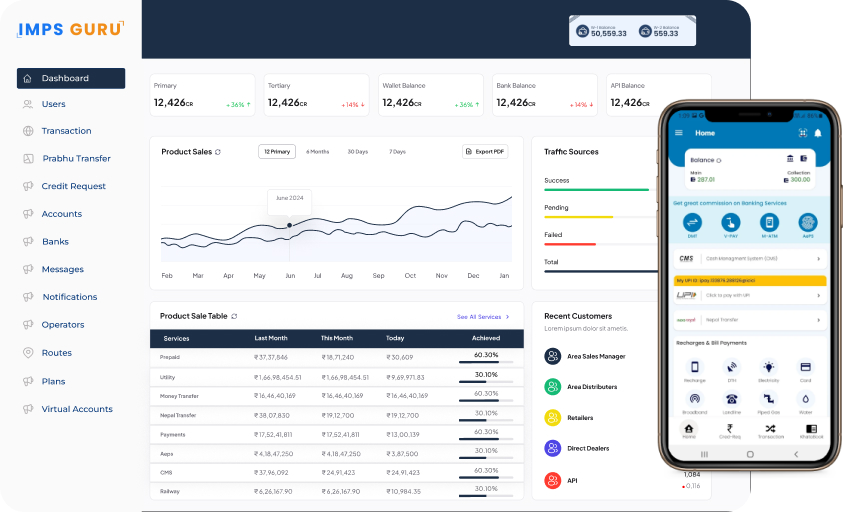 IMPS GURU
Dashboard
Users
Transaction
Prabhu Transfer
Credit Request
Accounts
Banks
Messages
Notifications
Operators
Routes
Plans
Virtual Accounts
50,559.33
559.33
Primary
12,426CR
+36% ↑
Tertiary
12,426CR
+14% ↓
Wallet Balance
12,426CR
+36% ↑
Bank Balance
12,426CR
+14% ↓
API Balance
12,426CR
Product Sales
12 Primary
6 Months
30 Days
7 Days
Export PDF
June 2024
Feb Mar Apr May Jun Jul Aug Sep Oct Nov Dec Jan
Traffic Sources
Success
Pending
Failed
Total
Product Sale Table
See All Services >
Services Last Month This Month Today Achieved
Prepaid ₹37,37,846 ₹18,71,240 ₹30,609 60.30%
Utility ₹1,66,98,454.51 ₹1,66,98,454.51 ₹9,69,971.83 30.10%
Money Transfer ₹16,46,40,169 ₹16,46,40,169 ₹16,46,40,169 60.30%
Nepal Transfer ₹38,07,830 ₹19,12,700 ₹19,12,700 30.10%
Payments ₹17,52,41,811 ₹17,52,41,811 ₹13,00,139 60.30%
Aeps ₹4,18,47,250 ₹4,18,47,250 ₹3,87,500 30.10%
CMS ₹37,96,092 ₹24,91,423 ₹24,91,423 60.30%
Railway ₹6,26,167.90 ₹6,26,167.90 ₹10,984.35 30.10%
Recent Customers
Lorem ipsum dolor sit ametis.
Area Sales Manager
Area Distributers
Retailers
Direct Dealers
API
1,084
0.116
Home
Balance
Main
287.01
Collection
300.00
Get great commission on Banking Services
DMT
V-PAY
M-ATM
AePS
CMS
Cash Managment System (CMS)
UPI
Click to pay with UPI
Nepal Transfer
Recharges & Bill Payments
Recharge
DTH
Electricity
Card
Broadband
Landline
Piped Gas
Water
Home
Cred-Req
Transaction